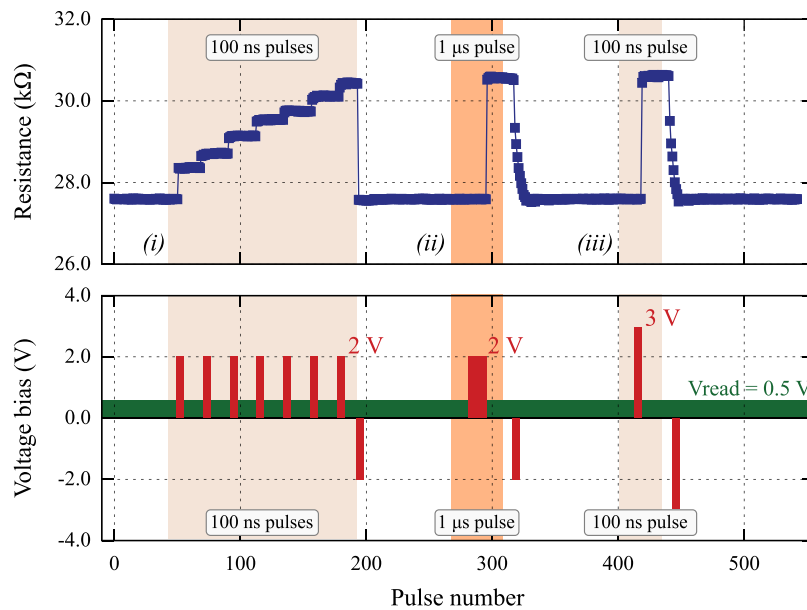 32.0
100 ns pulses
1 μs pulse
100 ns pulse
Resistance (kΩ)
30.0
28.0
(i)
(ii)
(iii)
26.0
4.0
3 V
2 V
2 V
Voltage bias (V)
2.0
Vread = 0.5 V
0.0
-2.0
100 ns pulses
1 μs pulse
100 ns pulse
-4.0
0
100
200
300
400
500
Pulse number